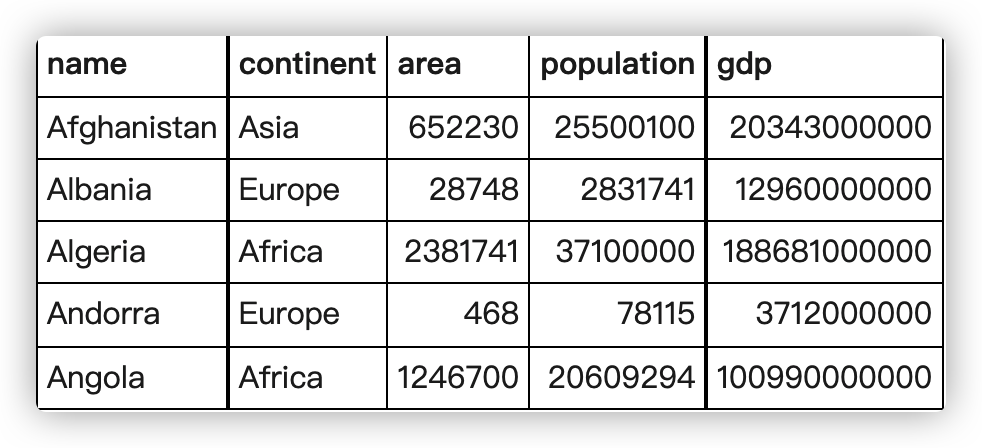 name continent area population gdp
Afghanistan Asia 652230 25500100 20343000000
Albania Europe 28748 2831741 12960000000
Algeria Africa 2381741 37100000 188681000000
Andorra Europe 468 78115 3712000000
Angola Africa 1246700 20609294 100990000000